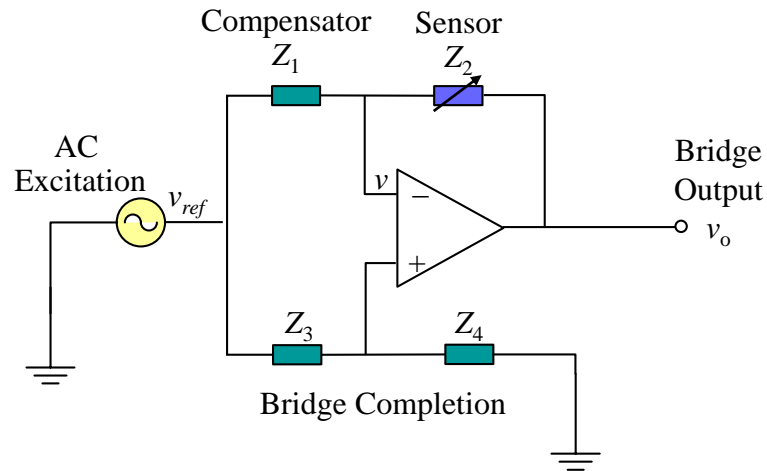 Compensator
Z1
Sensor
Z2
AC
Excitation
vref
v
−
+
Bridge
Output
vo
Z3
Z4
Bridge Completion